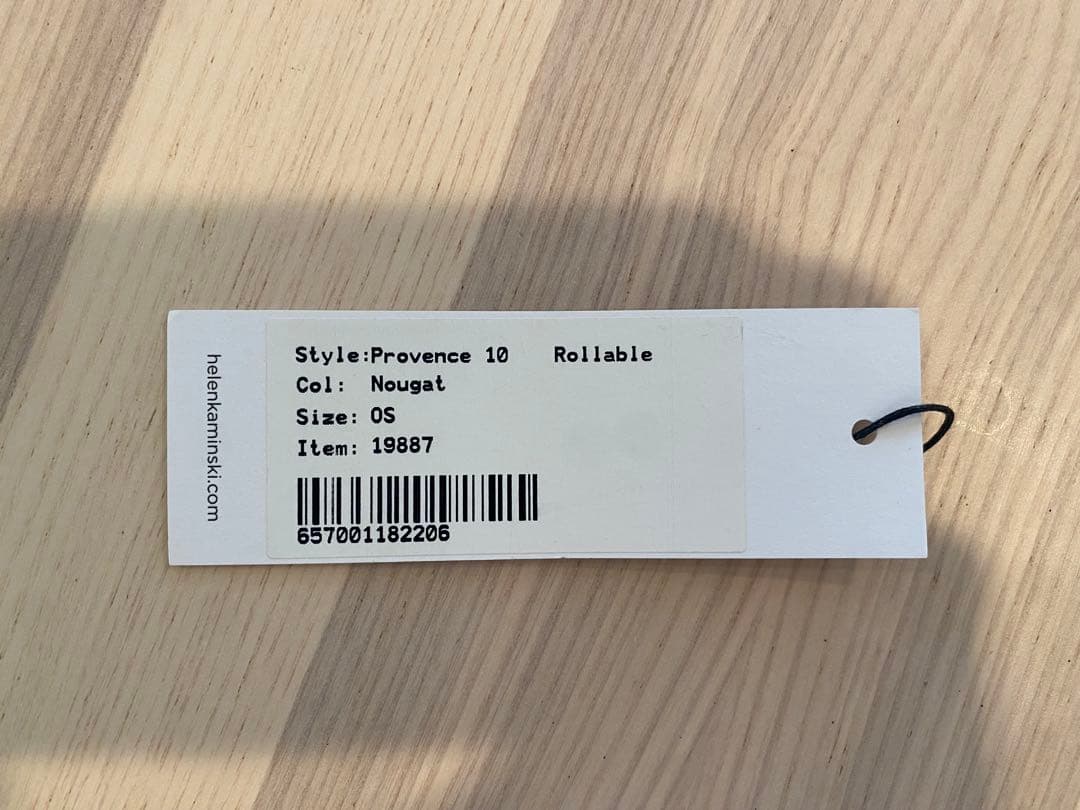 helenkaminski.com
Style:Provence 10 Rollable
Col: Nougat
Size: OS
Item: 19887
657001182206